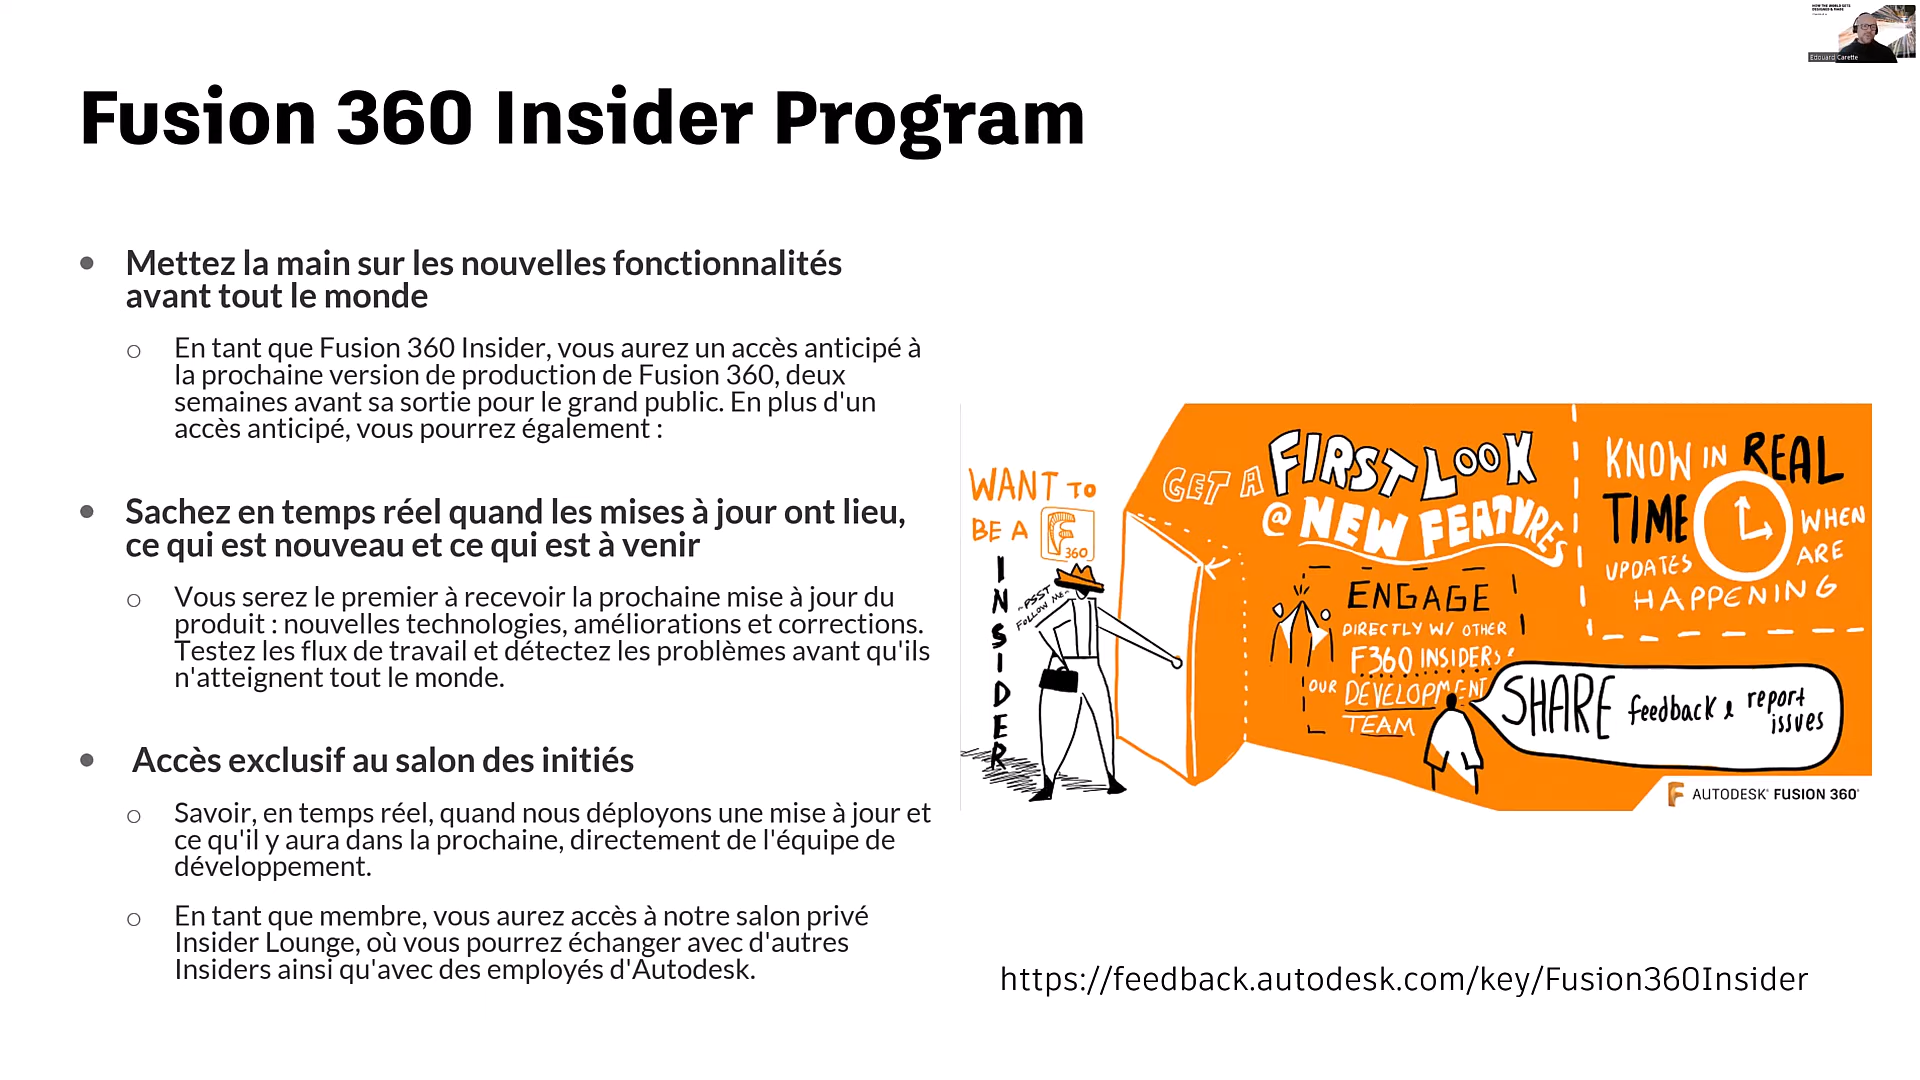 HOW THE WORLD GETS
DESIGNED & MADE
Edouard Carette
Fusion 360 Insider Program
Mettez la main sur les nouvelles fonctionnalités
avant tout le monde
En tant que Fusion 360 Insider, vous aurez un accès anticipé à
la prochaine version de production de Fusion 360, deux
semaines avant sa sortie pour le grand public. En plus d'un
accès anticipé, vous pourrez également :
Sachez en temps réel quand les mises à jour ont lieu,
ce qui est nouveau et ce qui est à venir
Vous serez le premier à recevoir la prochaine mise à jour du
produit : nouvelles technologies, améliorations et corrections.
Testez les flux de travail et détectez les problèmes avant qu'ils
n'atteignent tout le monde.
Accès exclusif au salon des initiés
Savoir, en temps réel, quand nous déployons une mise à jour et
ce qu'il y aura dans la prochaine, directement de l'équipe de
développement.
En tant que membre, vous aurez accès à notre salon privé
Insider Lounge, où vous pourrez échanger avec d'autres
Insiders ainsi qu'avec des employés d'Autodesk.
WANT TO
BE A F 360
INSIDER
~PSST~
FOLLOW ME~
GET A FIRST LOOK
@ NEW FEATURES
ENGAGE
DIRECTLY W/ OTHER
F360 INSIDERS &
OUR DEVELOPMENT
TEAM
KNOW IN REAL
TIME WHEN
UPDATES ARE
HAPPENING
SHARE feedback & report
issues
AUTODESK® FUSION 360®
https://feedback.autodesk.com/key/Fusion360Insider